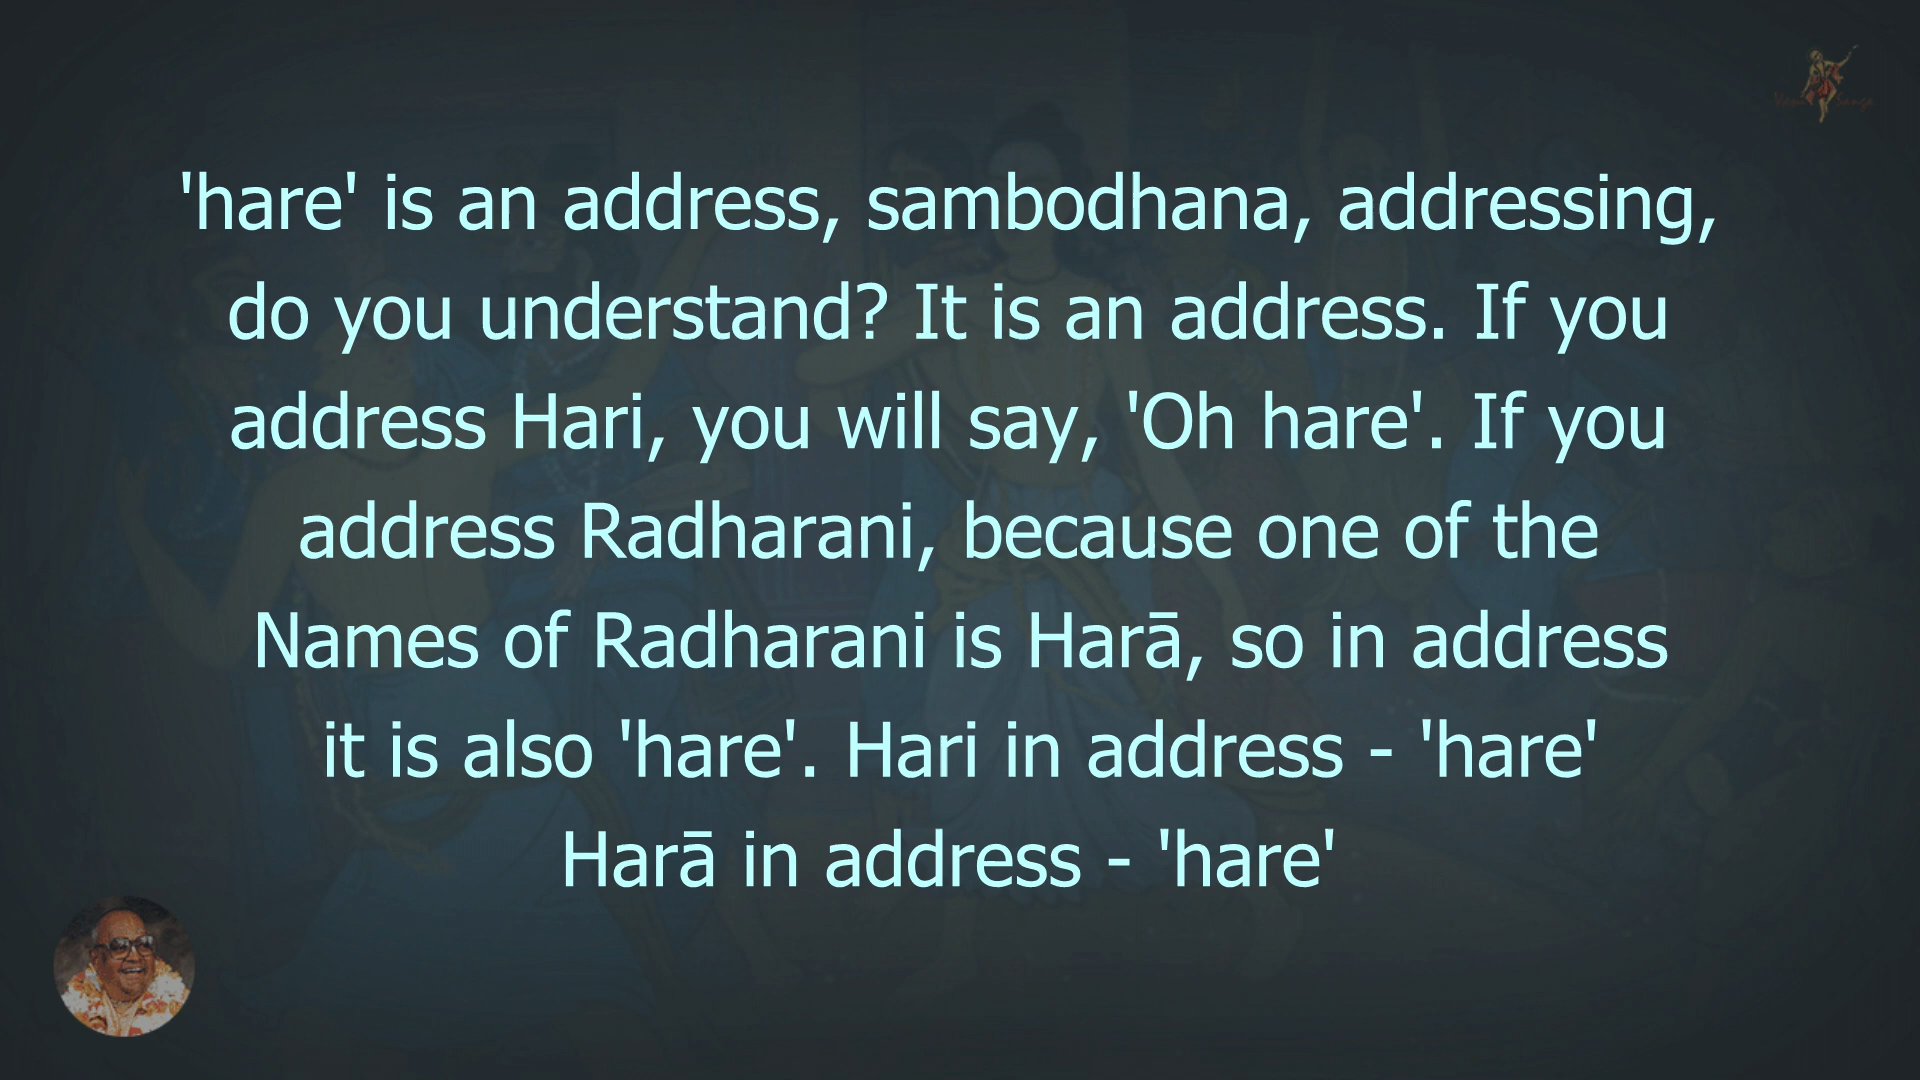 'hare' is an address, sambodhana, addressing,
do you understand? It is an address. If you
address Hari, you will say, 'Oh hare'. If you
address Radharani, because one of the
Names of Radharani is Harā, so in address
it is also 'hare'. Hari in address - 'hare'
Harā in address - 'hare'